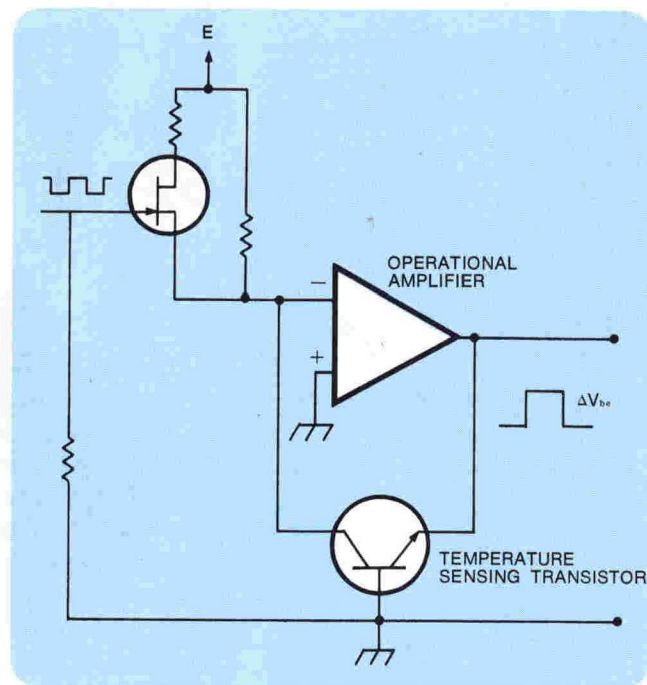 E
OPERATIONAL
AMPLIFIER
−
+
ΔVbe
TEMPERATURE
SENSING TRANSISTOR